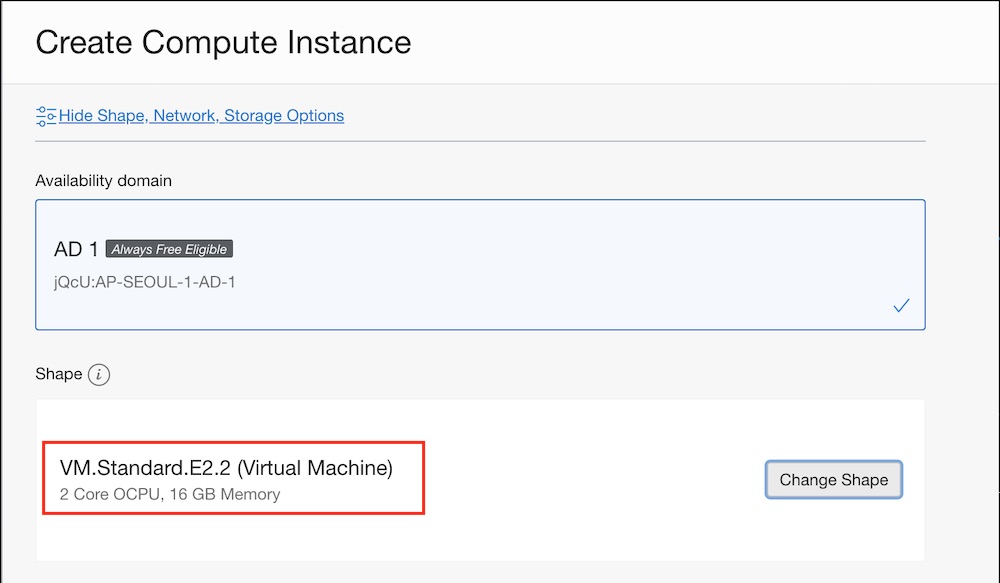 Create Compute Instance
Hide Shape, Network, Storage Options
Availability domain
AD 1 Always Free Eligible
jQcU:AP-SEOUL-1-AD-1
Shape i
VM.Standard.E2.2 (Virtual Machine)
2 Core OCPU, 16 GB Memory
Change Shape